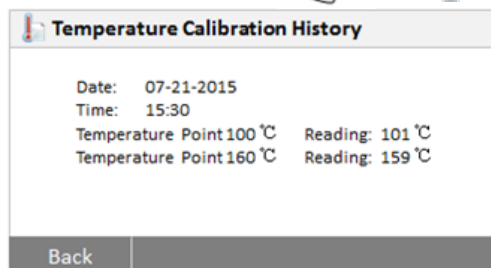 Temperature Calibration History
Date: 07-21-2015
Time: 15:30
Temperature Point 100 ℃ Reading: 101 ℃
Temperature Point 160 ℃ Reading: 159 ℃
Back